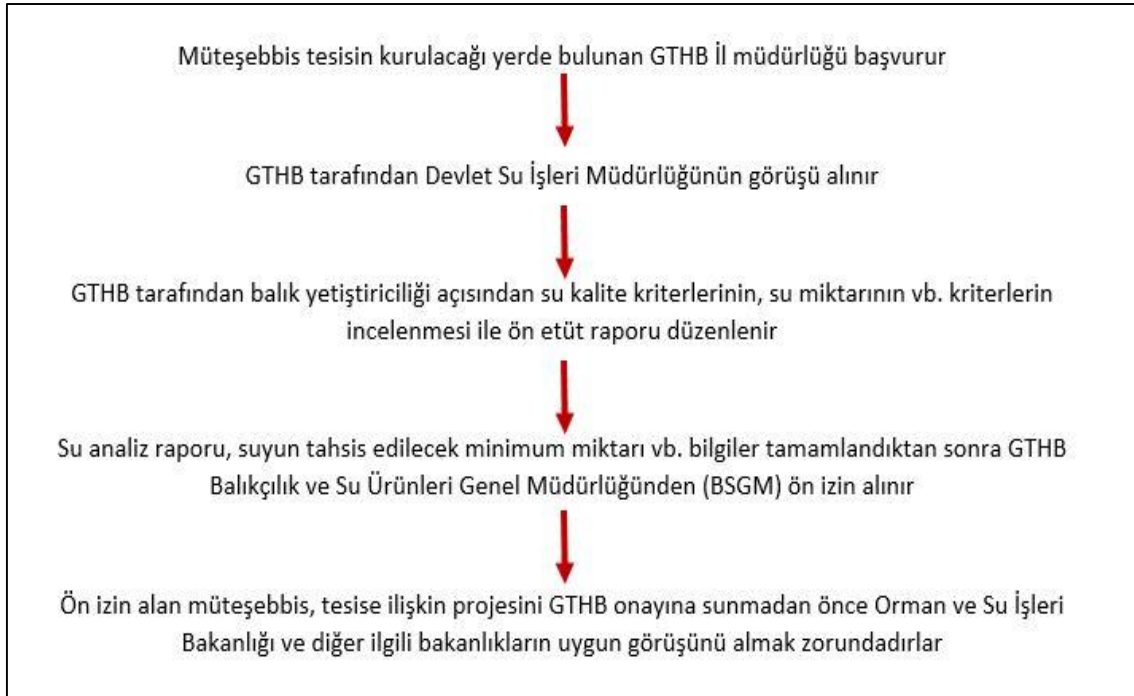 Müteşebbis tesisin kurulacağı yerde bulunan GTHB İl müdürlüğü başvurur
GTHB tarafından Devlet Su İşleri Müdürlüğünün görüşü alınır
GTHB tarafından balık yetiştiriciliği açısından su kalite kriterlerinin, su miktarının vb. kriterlerin
incelenmesi ile ön etüt raporu düzenlenir
Su analiz raporu, suyun tahsis edilecek minimum miktarı vb. bilgiler tamamlandıktan sonra GTHB
Balıkçılık ve Su Ürünleri Genel Müdürlüğünden (BSGM) ön izin alınır
Ön izin alan müteşebbis, tesise ilişkin projesini GTHB onayına sunmadan önce Orman ve Su İşleri
Bakanlığı ve diğer ilgili bakanlıkların uygun görüşünü almak zorundadırlar